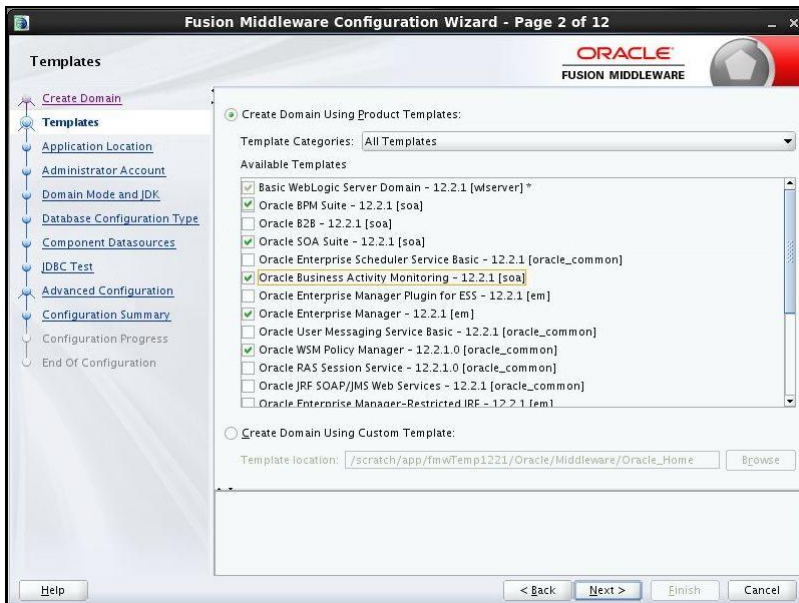 Fusion Middleware Configuration Wizard - Page 2 of 12
Templates
ORACLE
FUSION MIDDLEWARE
Create Domain
Templates
Application Location
Administrator Account
Domain Mode and JDK
Database Configuration Type
Component Datasources
JDBC Test
Advanced Configuration
Configuration Summary
Configuration Progress
End Of Configuration
Create Domain Using Product Templates:
Template Categories: All Templates
Available Templates
Basic WebLogic Server Domain - 12.2.1 [wlserver] *
Oracle BPM Suite - 12.2.1 [soa]
Oracle B2B - 12.2.1 [soa]
Oracle SOA Suite - 12.2.1 [soa]
Oracle Enterprise Scheduler Service Basic - 12.2.1 [oracle_common]
Oracle Business Activity Monitoring - 12.2.1 [soa]
Oracle Enterprise Manager Plugin for ESS - 12.2.1 [em]
Oracle Enterprise Manager - 12.2.1 [em]
Oracle User Messaging Service Basic - 12.2.1 [oracle_common]
Oracle WSM Policy Manager - 12.2.1.0 [oracle_common]
Oracle RAS Session Service - 12.2.1 [oracle_common]
Oracle JRF SOAP/JMS Web Services - 12.2.1 [oracle_common]
Oracle Enterprise Manager-Restricted JRF - 12.2.1 [em]
Create Domain Using Custom Template:
Template location: /scratch/app/fmwTemp1221/Oracle/Middleware/Oracle_Home Browse
Help < Back Next > Finish Cancel